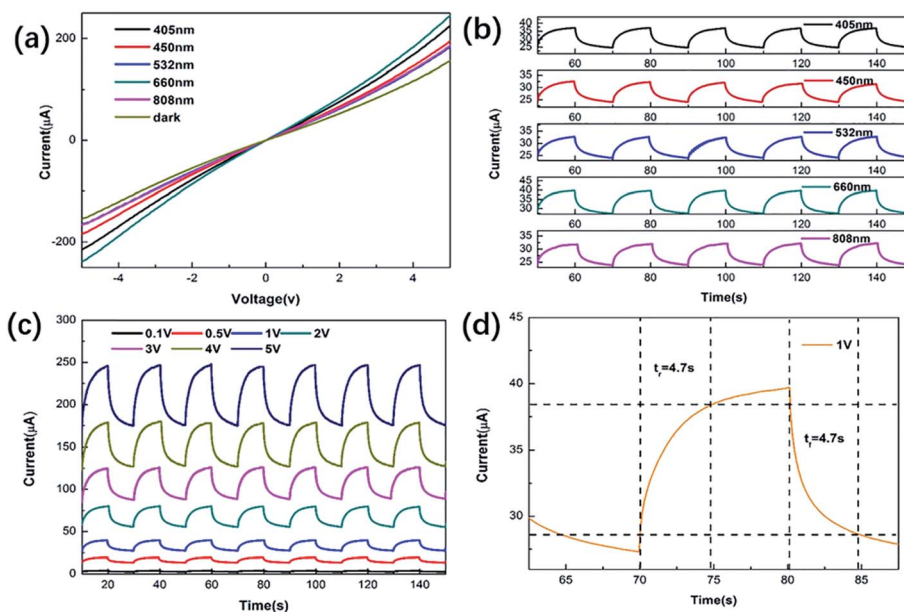 (a)
405nm
450nm
532nm
660nm
808nm
dark
200
0
-200
Current(μA)
-4 -2 0 2 4
Voltage(v)
(b)
405nm
40
35
30
25
60 80 100 120 140
450nm
30
25
60 80 100 120 140
532nm
35
30
25
60 80 100 120 140
660nm
45
40
35
30
60 80 100 120 140
808nm
35
30
25
60 80 100 120 140
Current(μA)
Time(s)
(c)
0.1V 0.5V 1V 2V
3V 4V 5V
300
250
200
150
100
50
0
Current(μA)
20 40 60 80 100 120 140
Time(s)
(d)
1V
45
40
35
30
Current(μA)
tr=4.7s
tf=4.7s
65 70 75 80 85
Time(s)